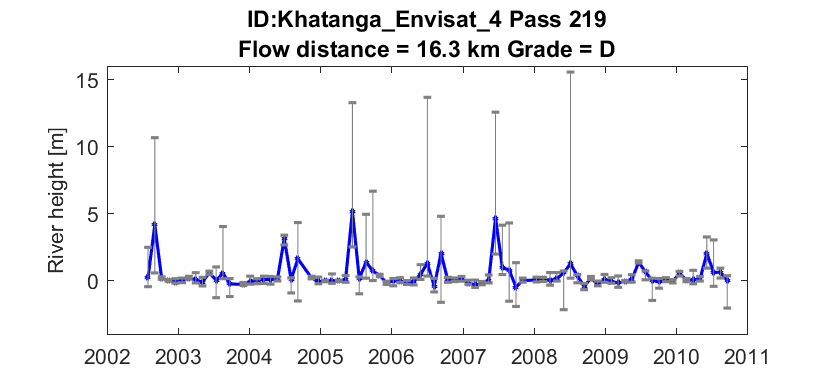 ID:Khatanga_Envisat_4 Pass 219
Flow distance = 16.3 km Grade = D
15
10
5
0
River height [m]
2002 2003 2004 2005 2006 2007 2008 2009 2010 2011